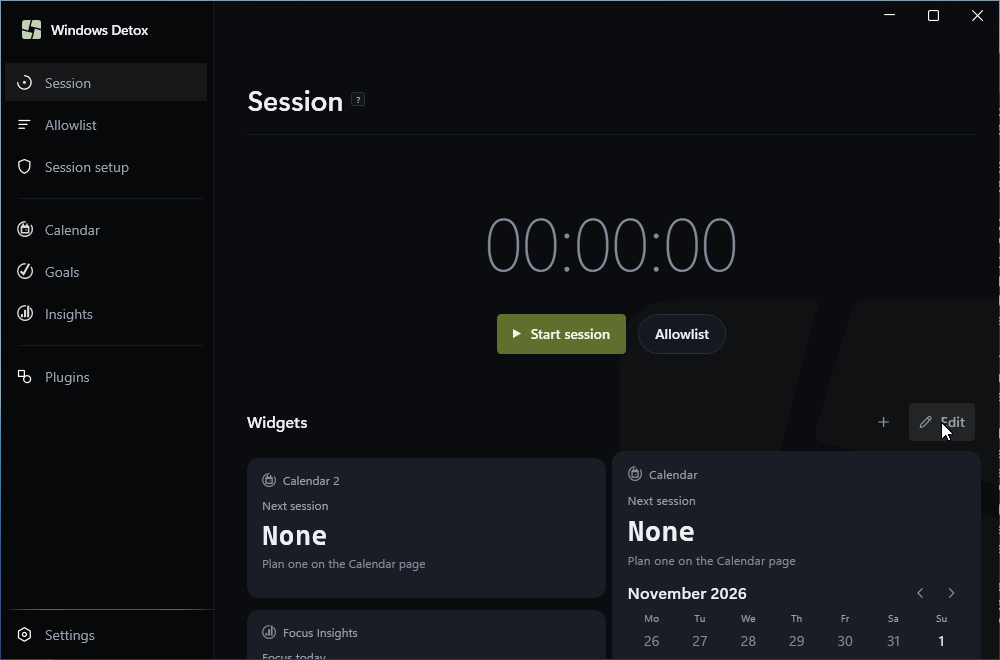 Windows Detox
Session
Allowlist
Session setup
Calendar
Goals
Insights
Plugins
Settings
Session ?
00:00:00
Start session
Allowlist
Widgets
+ Edit
Calendar 2
Next session
None
Plan one on the Calendar page
Focus Insights
Focus today
Calendar
Next session
None
Plan one on the Calendar page
November 2026
Mo Tu We Th Fr Sa Su
26 27 28 29 30 31 1